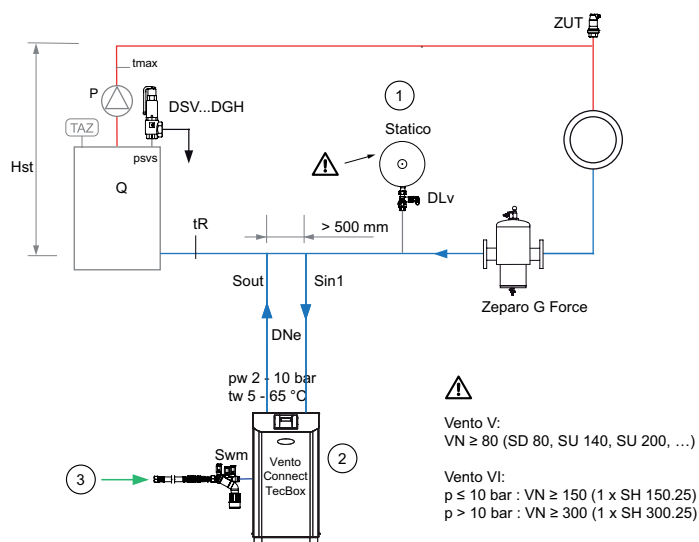 ZUT
tmax
P
DSV...DGH
TAZ
psvs
Q
Hst
1
Statico
DLv
tR
> 500 mm
Sout
Sin1
Zeparo G Force
DNe
pw 2 - 10 bar
tw 5 - 65 °C
Swm
3
Vento
Connect
TecBox
2
Vento V:
VN ≥ 80 (SD 80, SU 140, SU 200, …)
Vento VI:
p ≤ 10 bar : VN ≥ 150 (1 x SH 150.25)
p > 10 bar : VN ≥ 300 (1 x SH 300.25)